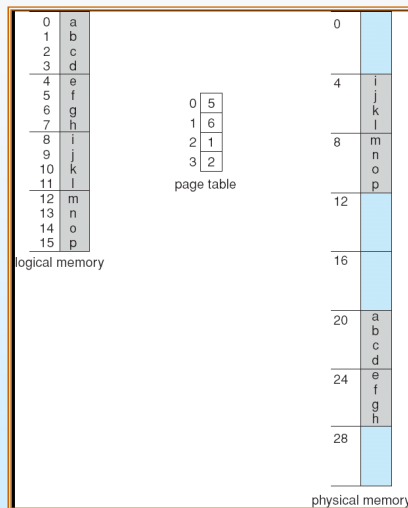 0 a
1 b
2 c
3 d
4 e
5 f
6 g
7 h
8 i
9 j
10 k
11 l
12 m
13 n
14 o
15 p
logical memory
0 5
1 6
2 1
3 2
page table
0
4 i
j
k
l
8 m
n
o
p
12
16
20 a
b
c
d
24 e
f
g
h
28
physical memory